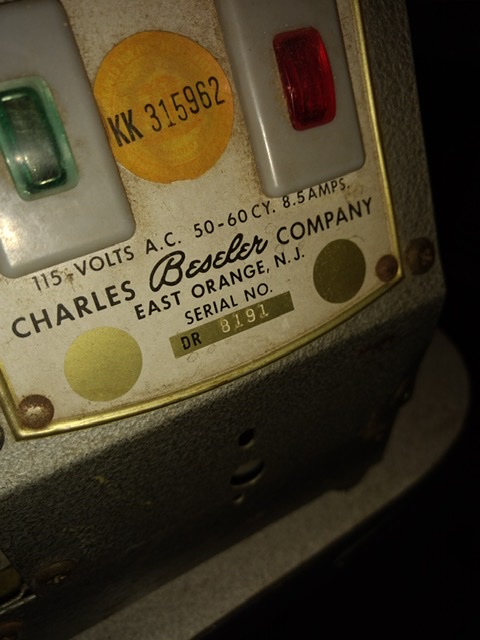 KK 315962
115 VOLTS A.C. 50-60 CY. 8.5 AMPS.
CHARLES Beseler COMPANY
EAST ORANGE, N.J.
SERIAL NO.
DR 8191